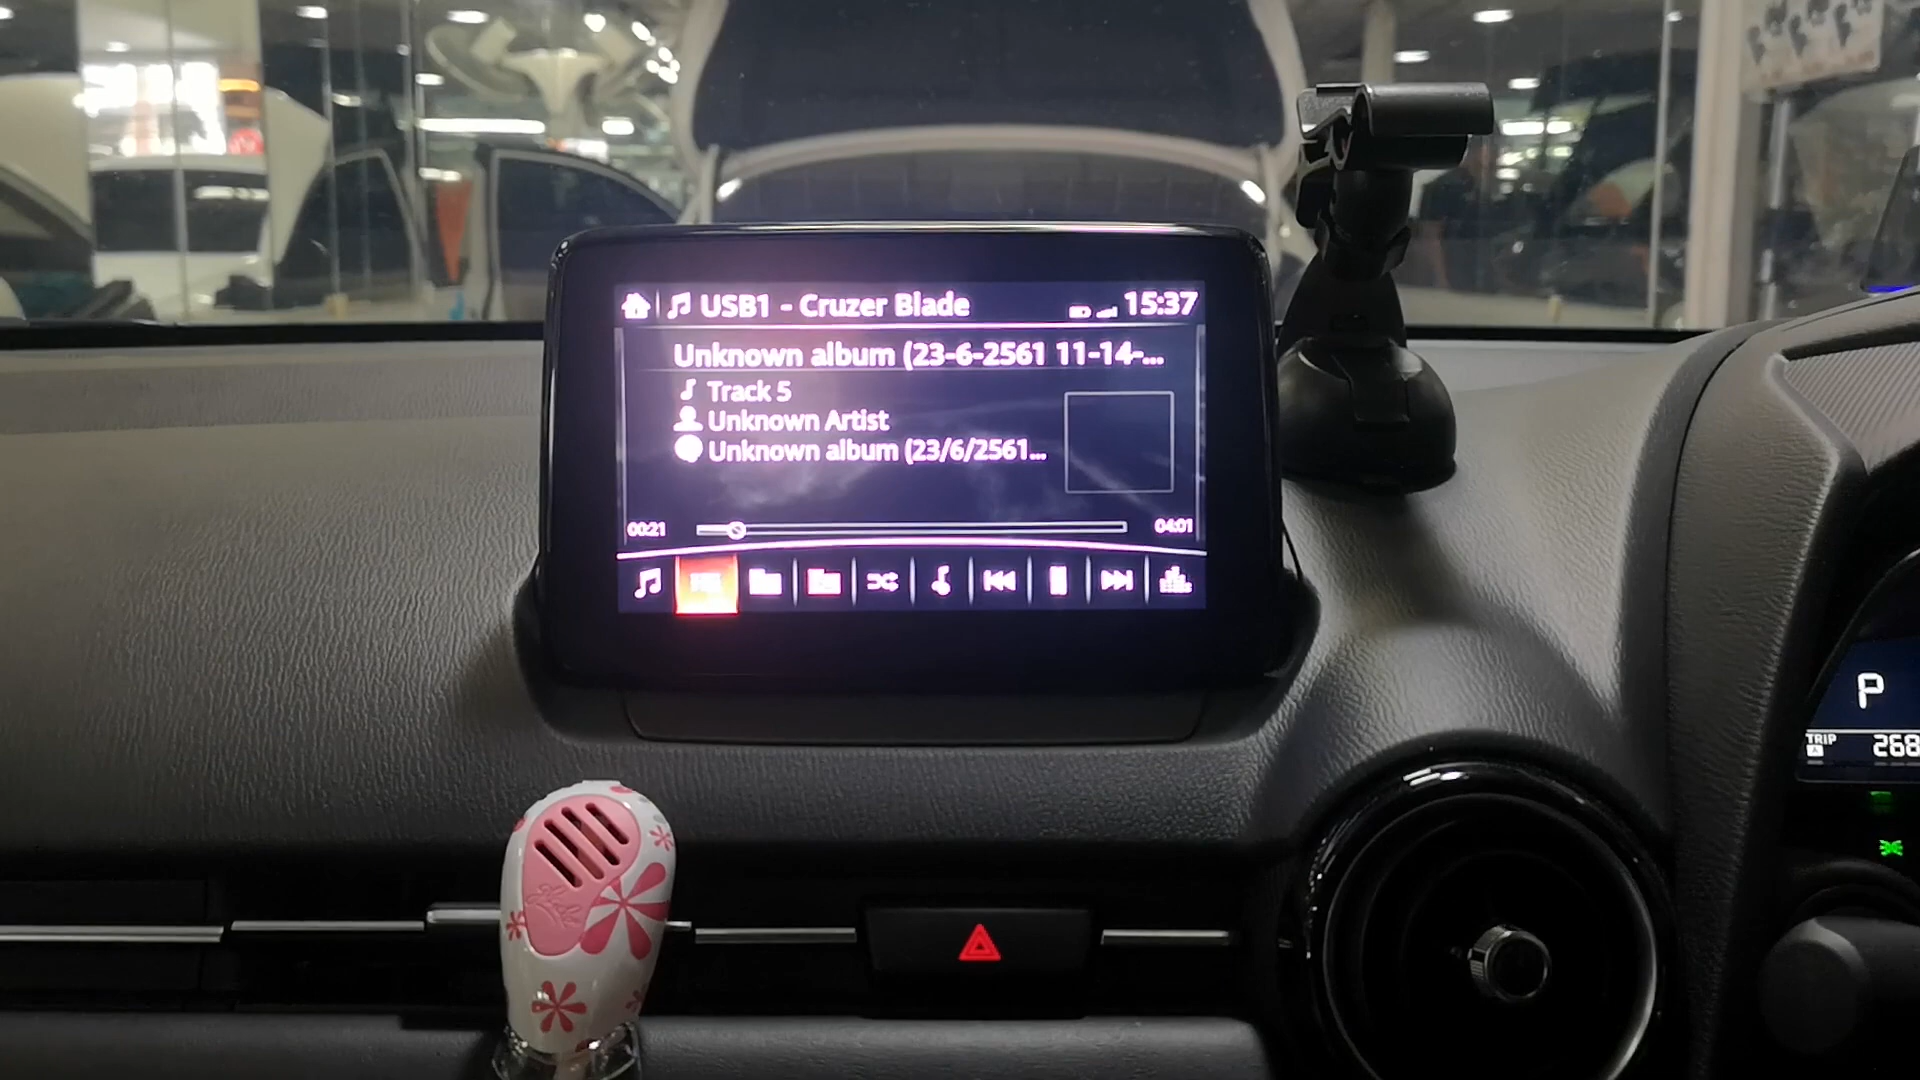 USB1 - Cruzer Blade 15:37
Unknown album (23-6-2561 11-14-...
Track 5
Unknown Artist
Unknown album (23/6/2561...
00:21 04:01
P
TRIP A 268